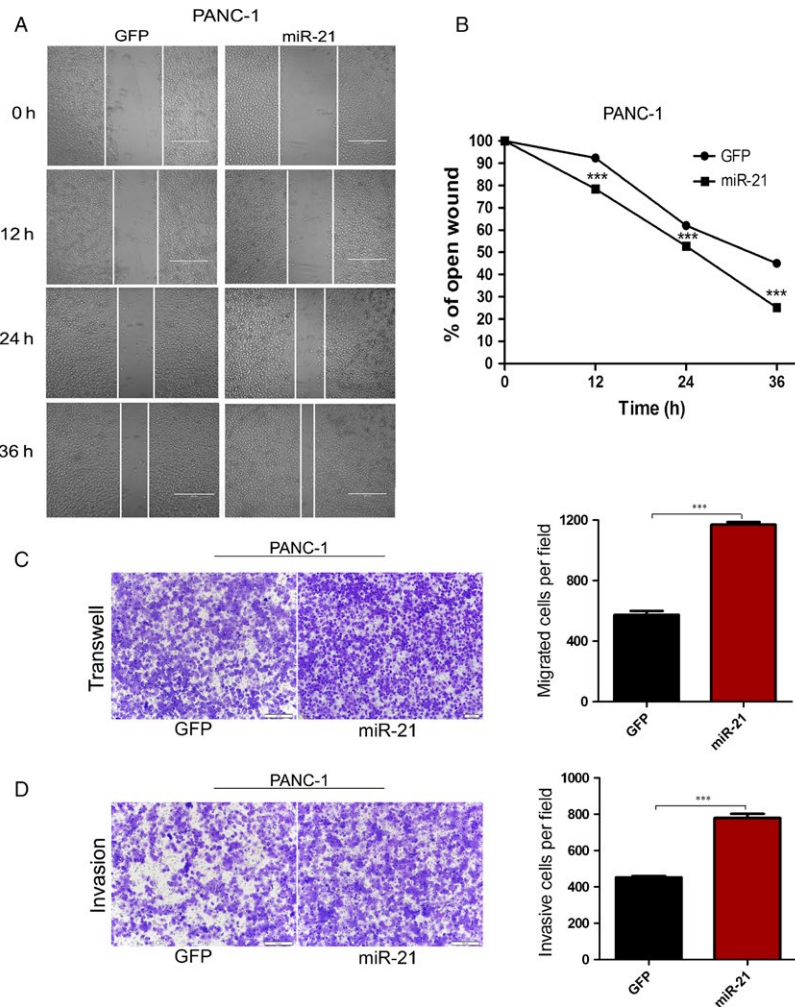 A
PANC-1
GFP miR-21
0 h
12h
24 h
36 h
B
PANC-1
GFP
miR-21
100
90
80
70
60
50
40
30
20
10
0
***
***
***
0 12 24 36
% of open wound
Time (h)
C
PANC-1
Transwell
GFP miR-21
***
1200
800
400
0
Migrated cells per field
GFP miR-21
D
PANC-1
Invasion
GFP miR-21
***
800
600
400
200
0
Invasive cells per field
GFP miR-21